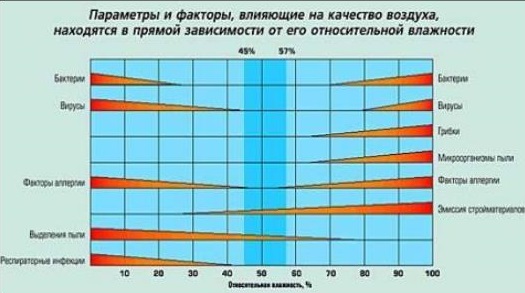 Параметры и факторы, влияющие на качество воздуха,
находятся в прямой зависимости от его относительной влажности
45% 57%
Бактерии Бактерии
Вирусы Вирусы
Грибки
Микроорганизмы пыли
Факторы аллергии Факторы аллергии
Эмиссия стройматериалов
Выделения пыли
Респираторные инфекции
10 20 30 40 50 60 70 80 90 100
Относительная влажность, %